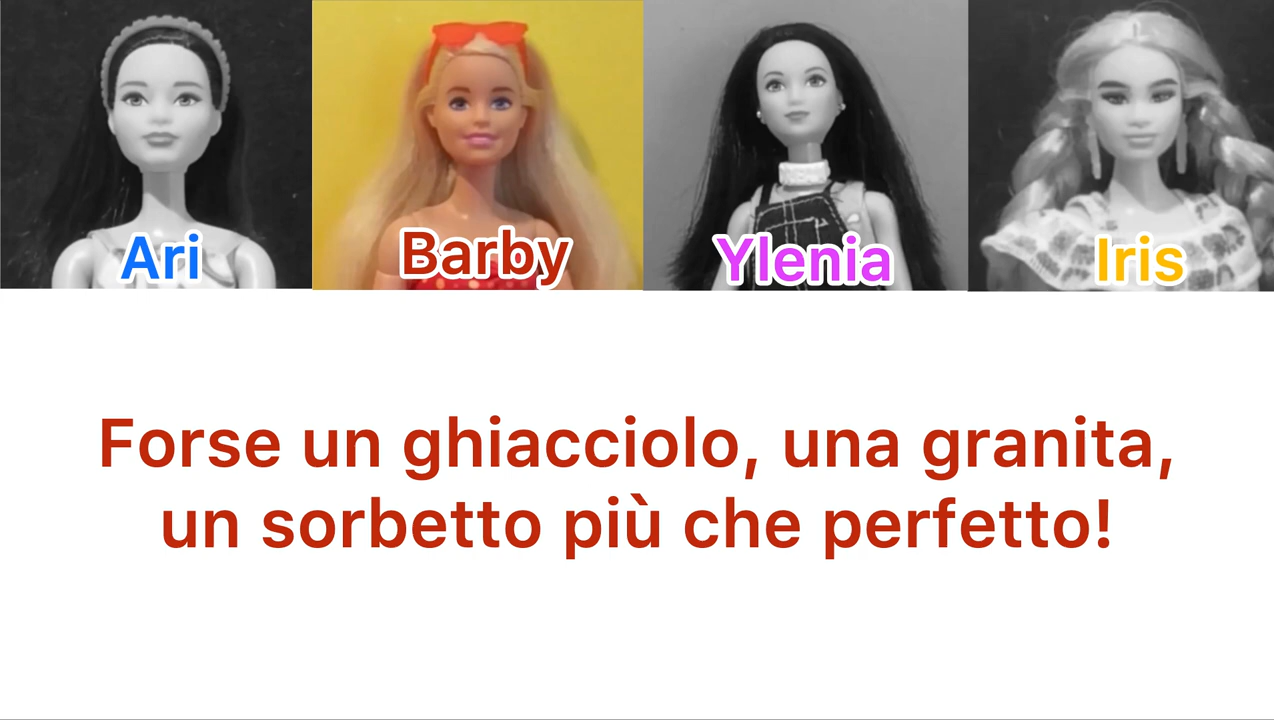 Ari
Barby
Ylenia
Iris
Forse un ghiacciolo, una granita,
un sorbetto più che perfetto!